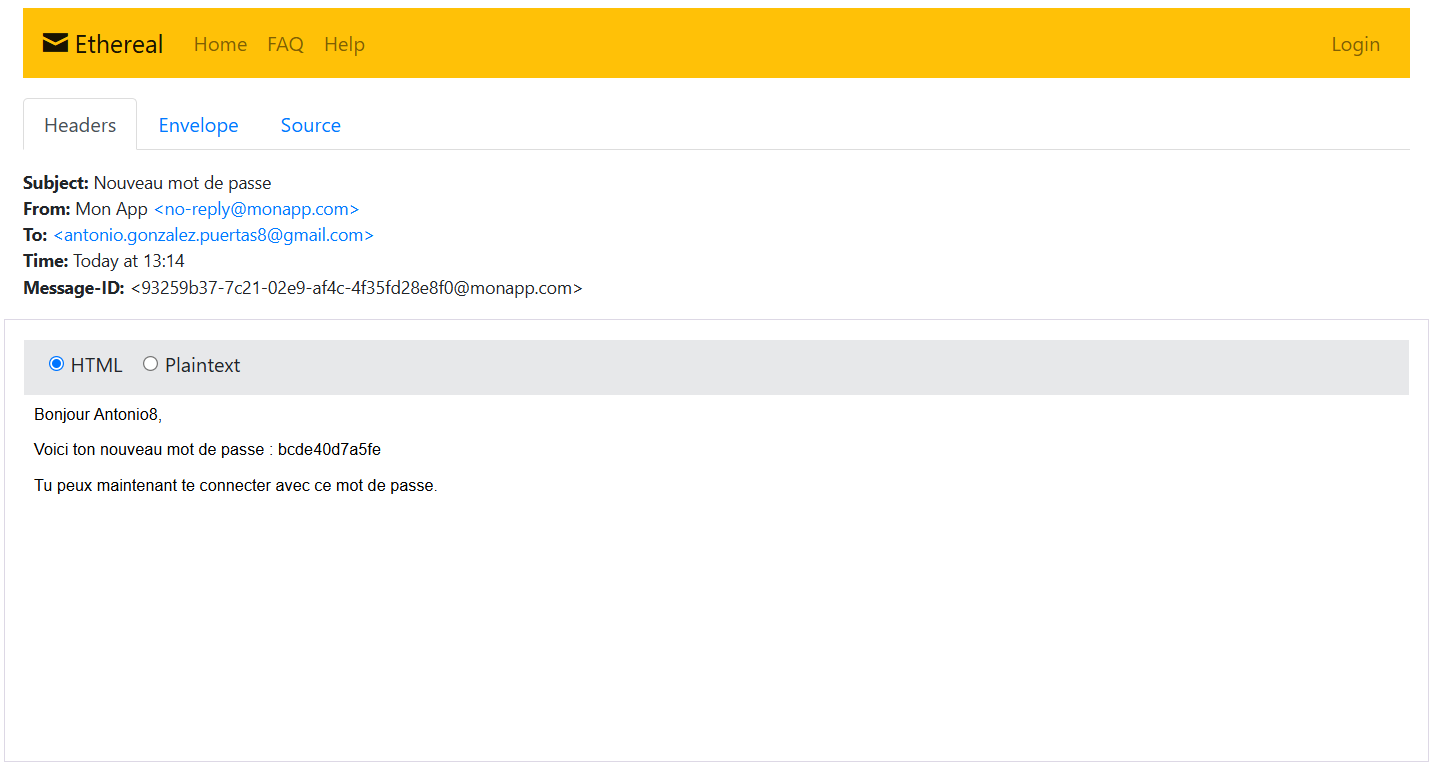 Ethereal Home FAQ Help Login
Headers Envelope Source
Subject: Nouveau mot de passe
From: Mon App <no-reply@monapp.com>
To: <antonio.gonzalez.puertas8@gmail.com>
Time: Today at 13:14
Message-ID: <93259b37-7c21-02e9-af4c-4f35fd28e8f0@monapp.com>
HTML Plaintext
Bonjour Antonio8,
Voici ton nouveau mot de passe : bcde40d7a5fe
Tu peux maintenant te connecter avec ce mot de passe.